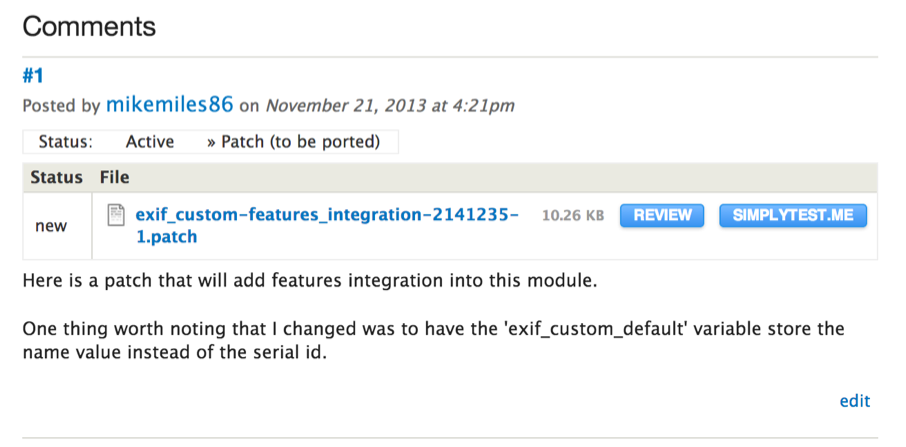 Comments
#1
Posted by mikemiles86 on November 21, 2013 at 4:21pm
Status: Active » Patch (to be ported)
Status File
new exif_custom-features_integration-2141235- 10.26 KB REVIEW SIMPLYTEST.ME
1.patch
Here is a patch that will add features integration into this module.
One thing worth noting that I changed was to have the 'exif_custom_default' variable store the
name value instead of the serial id.
edit